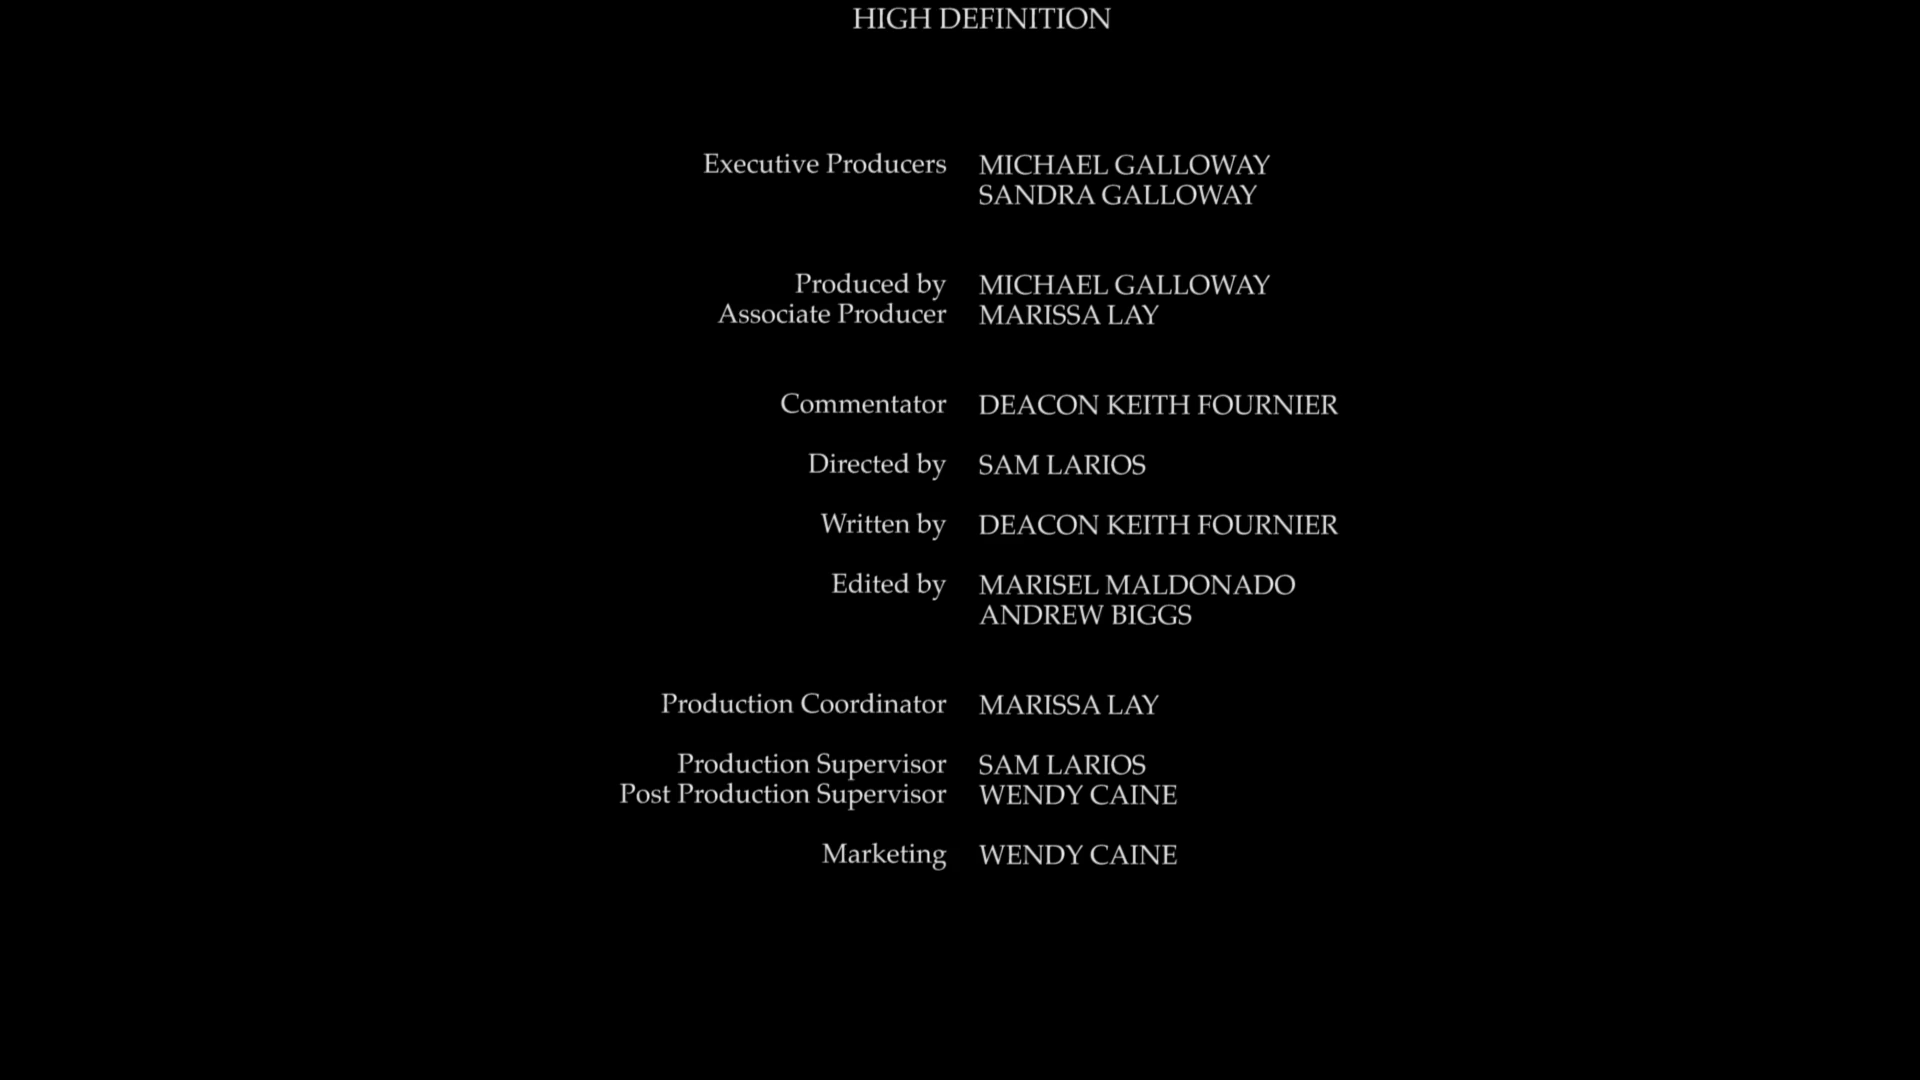 HIGH DEFINITION
Executive Producers MICHAEL GALLOWAY
SANDRA GALLOWAY
Produced by MICHAEL GALLOWAY
Associate Producer MARISSA LAY
Commentator DEACON KEITH FOURNIER
Directed by SAM LARIOS
Written by DEACON KEITH FOURNIER
Edited by MARISEL MALDONADO
ANDREW BIGGS
Production Coordinator MARISSA LAY
Production Supervisor SAM LARIOS
Post Production Supervisor WENDY CAINE
Marketing WENDY CAINE